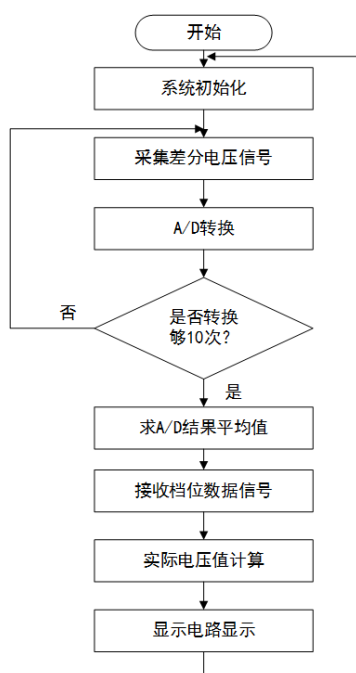 开始
系统初始化
采集差分电压信号
A/D转换
是否转换
够10次？
否
是
求A/D结果平均值
接收档位数据信号
实际电压值计算
显示电路显示